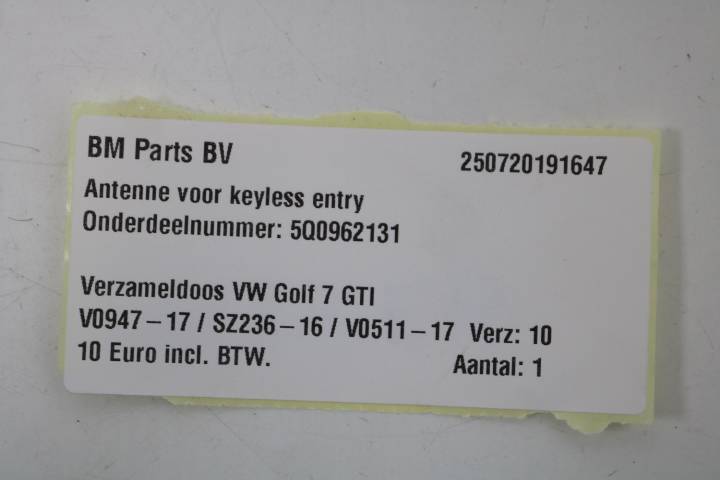 BM Parts BV 250720191647
Antenne voor keyless entry
Onderdeelnummer: 5Q0962131
Verzameldoos VW Golf 7 GTI
V0947-17 / SZ236-16 / V0511-17 Verz: 10
10 Euro incl. BTW. Aantal: 1